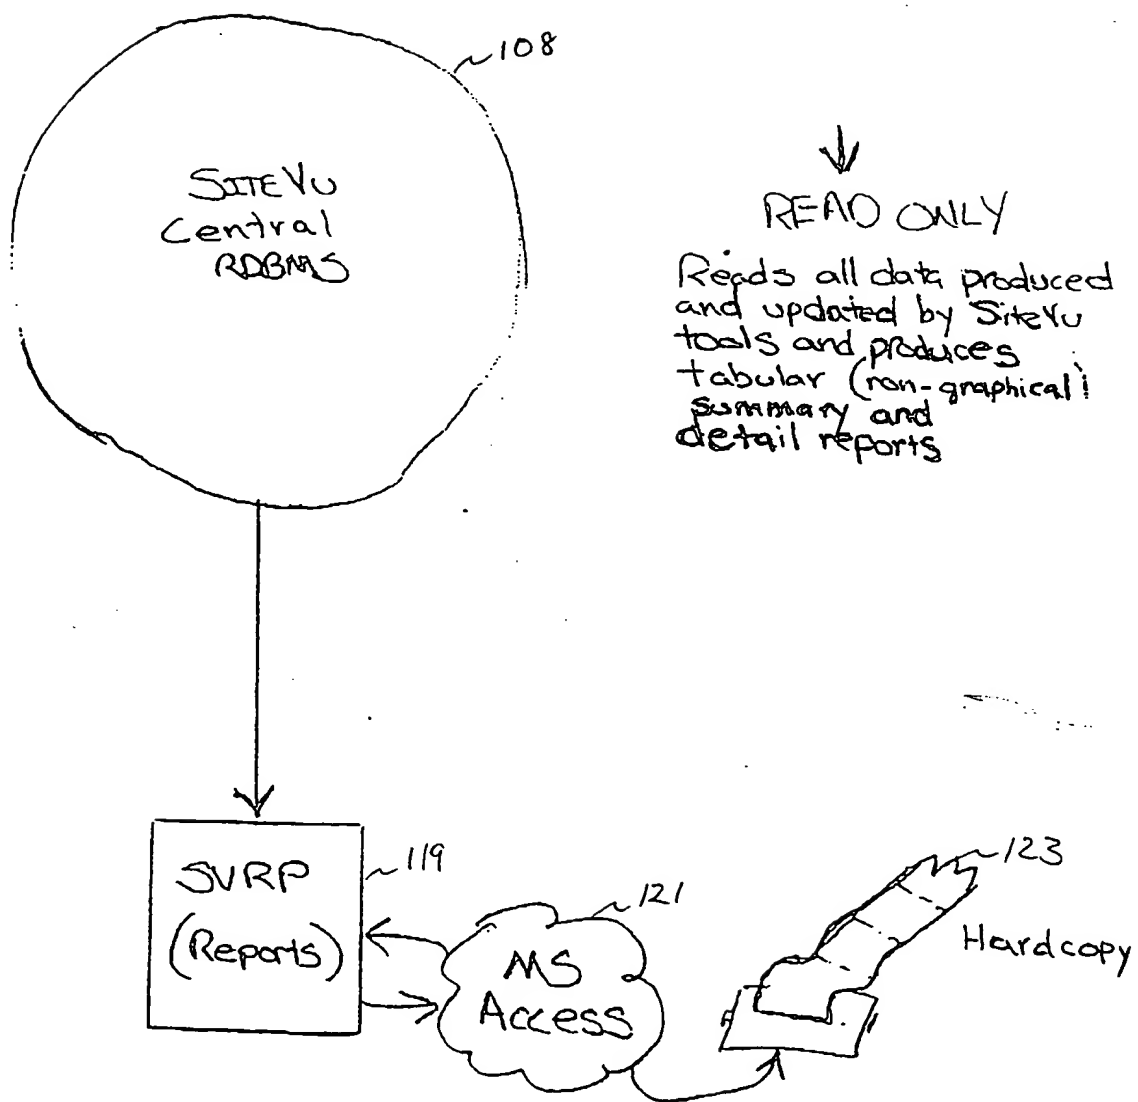 108
SITEVU
Central
RDBMS
READ ONLY
Reads all data produced
and updated by SiteVu
tools and produces
tabular (non-graphical)
summary and
detail reports
SVRP
(Reports)
119
121
MS
Access
123
Hardcopy